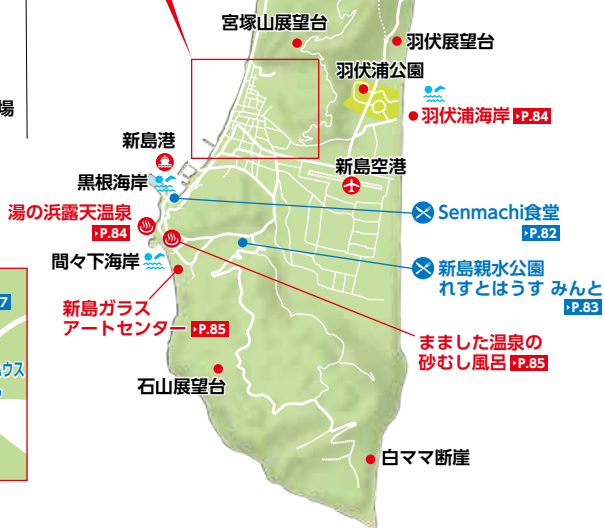 宮塚山展望台
羽伏展望台
羽伏浦公園
場
羽伏浦海岸 P.84
新島港
新島空港
黒根海岸
湯の浜露天温泉
P.84
Senmachi食堂
P.82
間々下海岸
新島親水公園
れすとはうす みんと
P.83
7
新島ガラス
アートセンター P.85
まました温泉の
砂むし風呂 P.85
ハウス
石山展望台
白ママ断崖